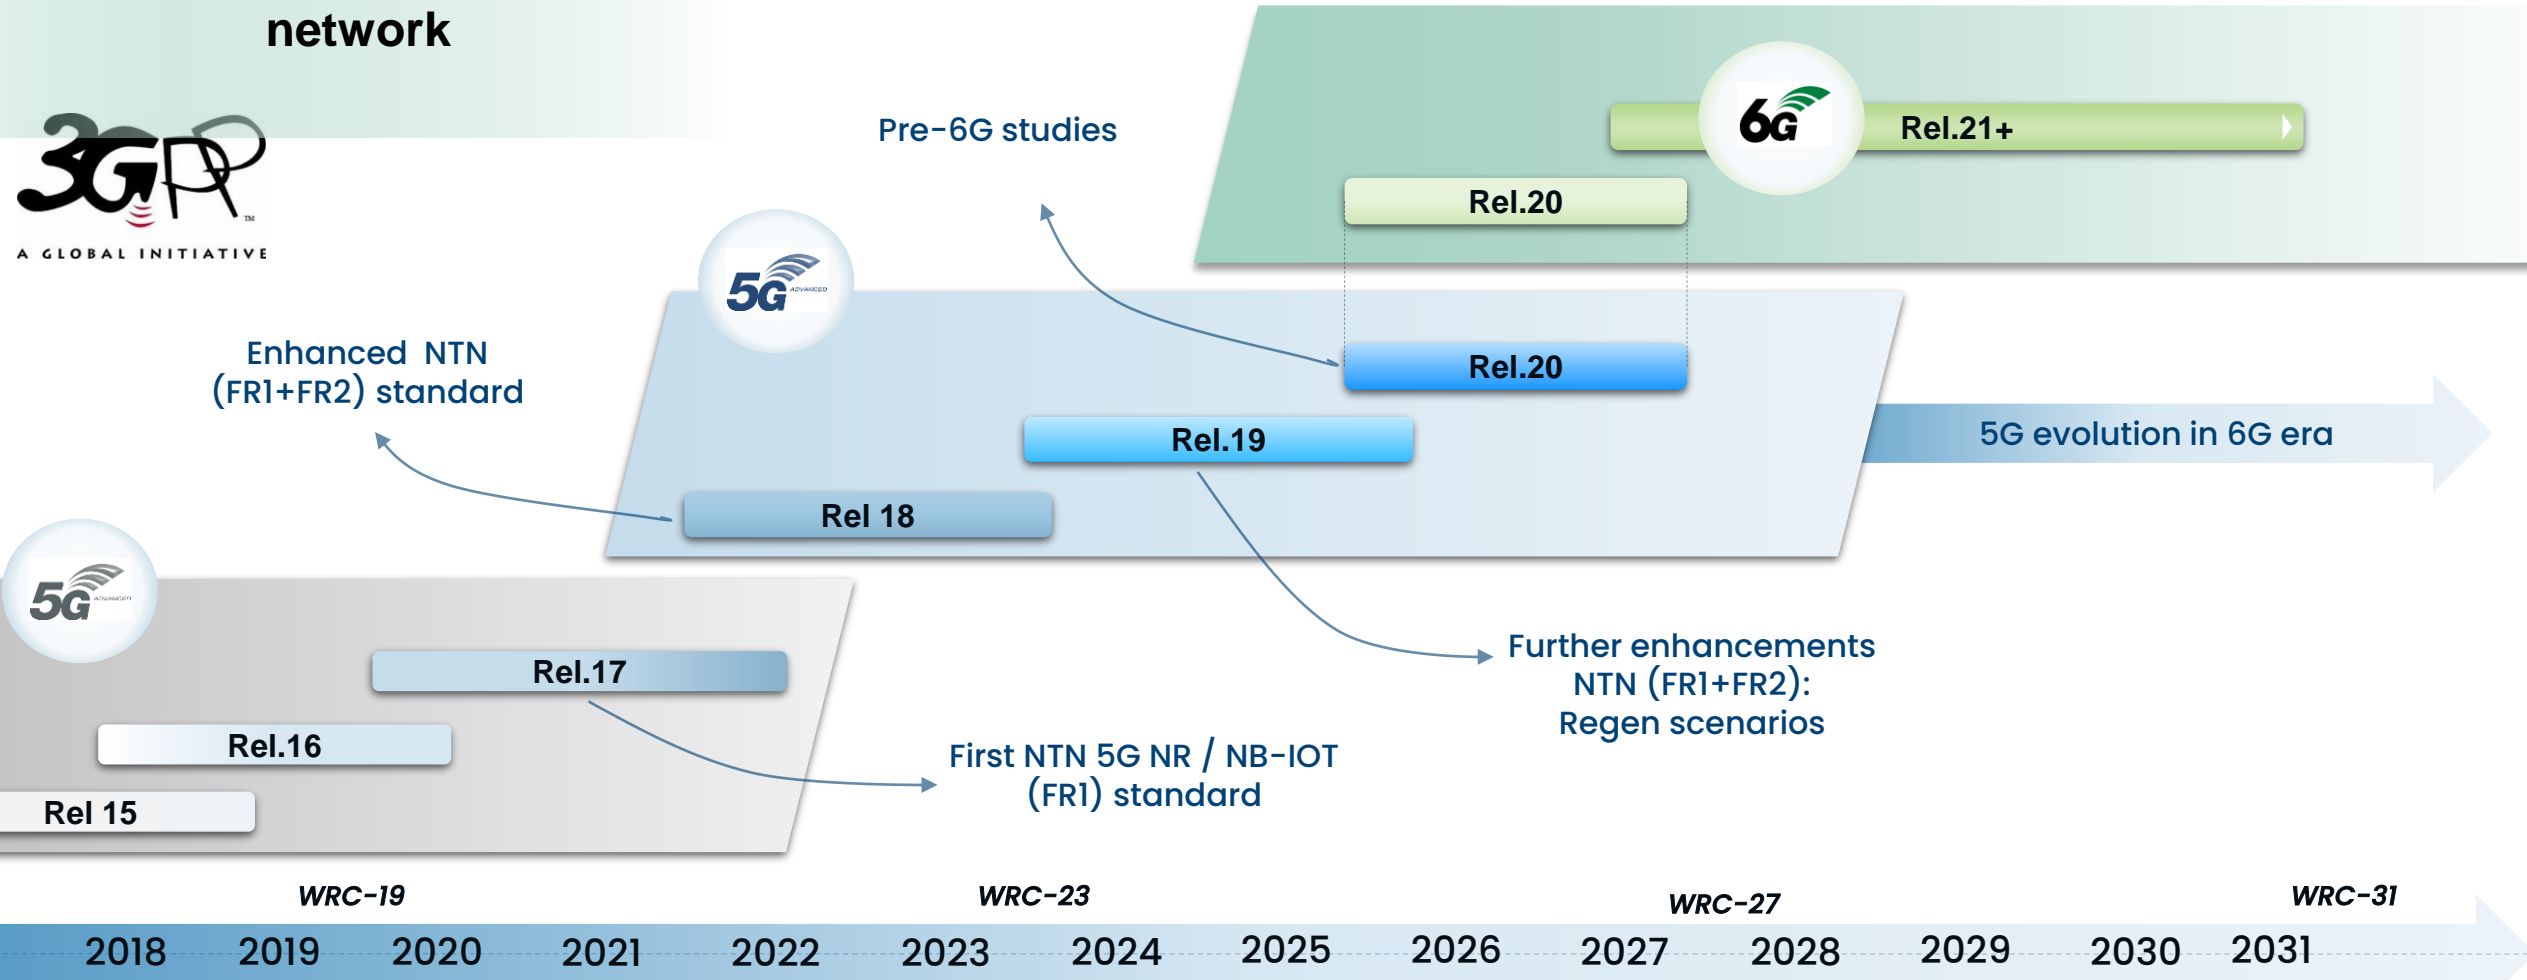 network
3GPP
TM
A GLOBAL INITIATIVE
Pre-6G studies
6G
Rel.21+
Rel.20
5G ADVANCED
Enhanced NTN
(FR1+FR2) standard
Rel.20
Rel.19
5G evolution in 6G era
Rel 18
5G ADVANCED
Rel.17
Further enhancements
NTN (FR1+FR2):
Regen scenarios
Rel.16
First NTN 5G NR / NB-IOT
(FR1) standard
Rel 15
WRC-19
WRC-23
WRC-27
WRC-31
2018 2019 2020 2021 2022 2023 2024 2025 2026 2027 2028 2029 2030 2031